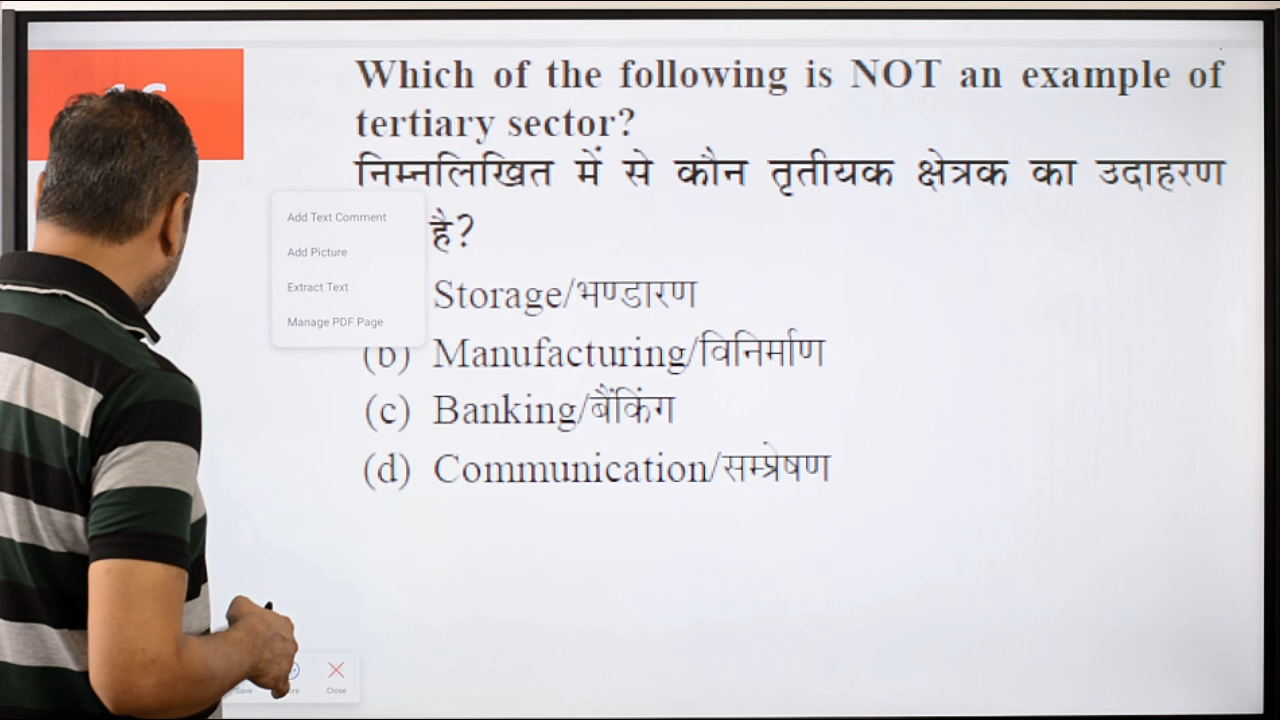 Which of the following is NOT an example of
tertiary sector?
निम्नलिखित में से कौन तृतीयक क्षेत्रक का उदाहरण
है?
Add Text Comment
Add Picture
Extract Text
Manage PDF Page
Storage/भण्डारण
(b) Manufacturing/विनिर्माण
(c) Banking/बैंकिंग
(d) Communication/सम्प्रेषण
Save Close